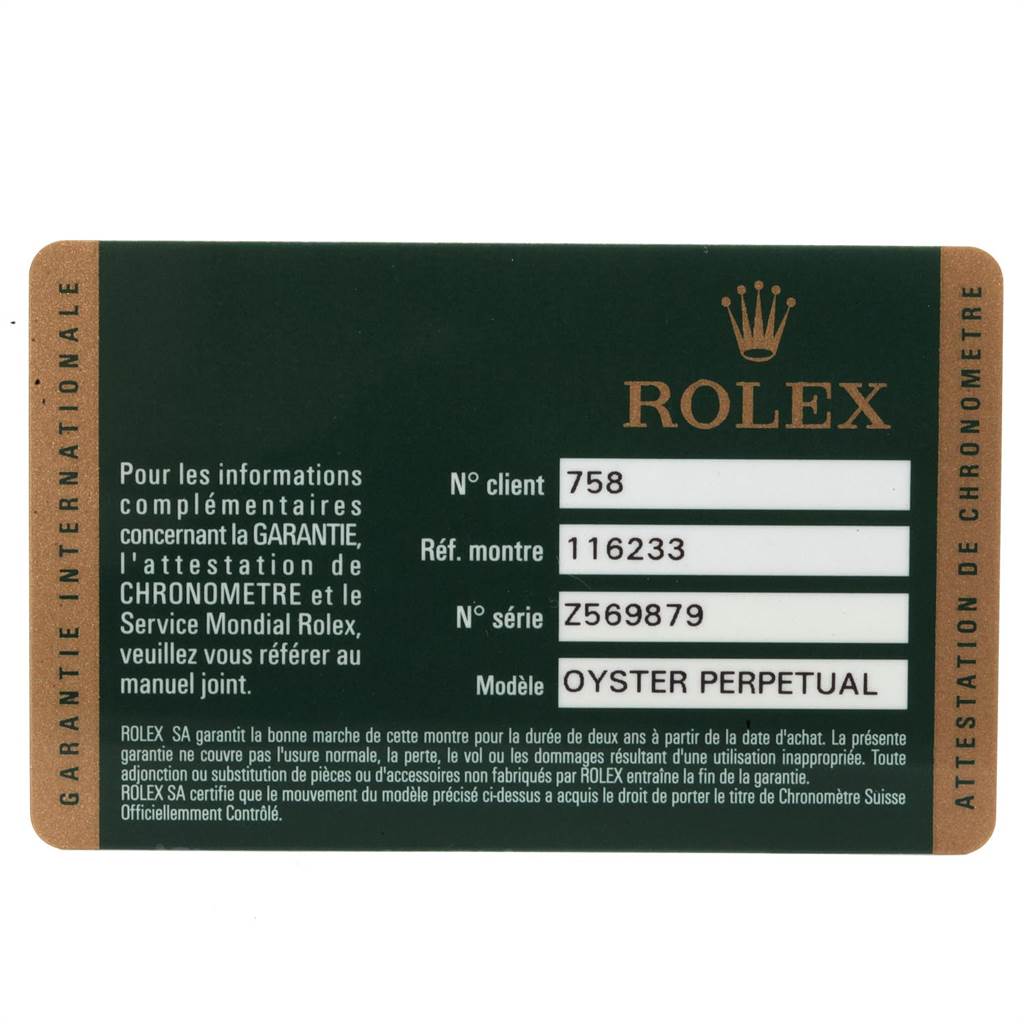 GARANTIE INTERNATIONALE
ROLEX
Pour les informations
complémentaires
concernant la GARANTIE,
l'attestation de
CHRONOMETRE et le
Service Mondial Rolex,
veuillez vous référer au
manuel joint.
N° client 758
Réf. montre 116233
N° série Z569879
Modèle OYSTER PERPETUAL
ROLEX SA garantit la bonne marche de cette montre pour la durée de deux ans à partir de la date d'achat. La présente
garantie ne couvre pas l'usure normale, la perte, le vol ou les dommages résultant d'une utilisation inappropriée. Toute
adjonction ou substitution de pièces ou d'accessoires non fabriqués par ROLEX entraîne la fin de la garantie.
ROLEX SA certifie que le mouvement du modèle précisé ci-dessus a acquis le droit de porter le titre de Chronomètre Suisse
Officiellemment Contrôlé.
ATTESTATION DE CHRONOMETRE